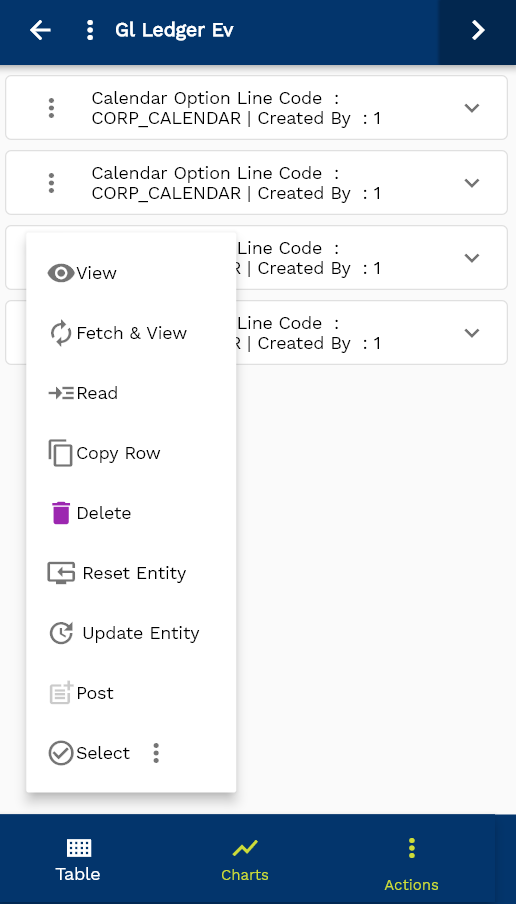 Gl Ledger Ev
Calendar Option Line Code :
CORP_CALENDAR | Created By : 1
Calendar Option Line Code :
CORP_CALENDAR | Created By : 1
Line Code :
R | Created By : 1
Line Code :
R | Created By : 1
View
Fetch & View
Read
Copy Row
Delete
Reset Entity
Update Entity
Post
Select
Table
Charts
Actions